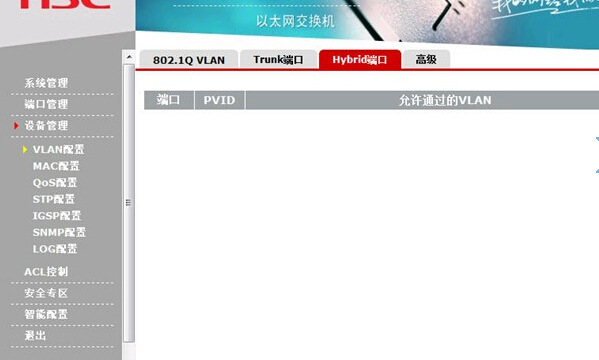 H3C
以太网交换机
802.1Q VLAN
Trunk端口
Hybrid端口
高级
端口 PVID 允许通过的VLAN
系统管理
端口管理
设备管理
VLAN配置
MAC配置
QoS配置
STP配置
IGSP配置
SNMP配置
LOG配置
ACL控制
安全专区
智能配置
退出